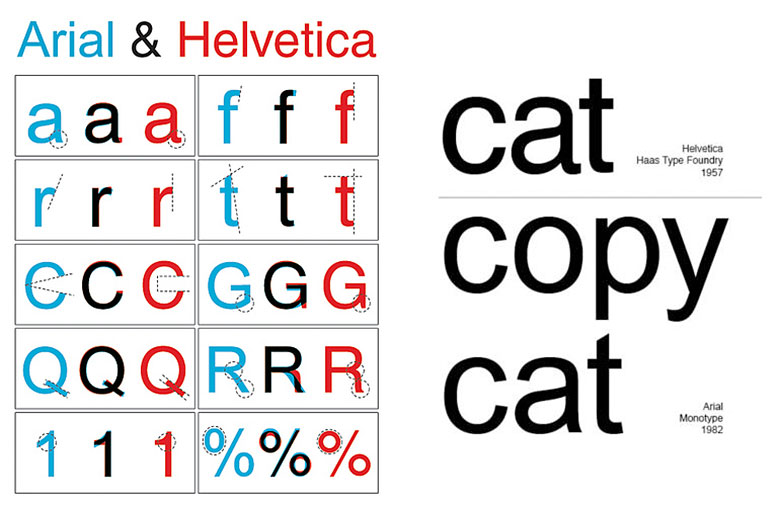 Arial & Helvetica
a a a f f f
r r r t t t
C C C G G G
Q Q Q R R R
1 1 1 % % %
cat
Helvetica
Haas Type Foundry
1957
copy
cat
Arial
Monotype
1982